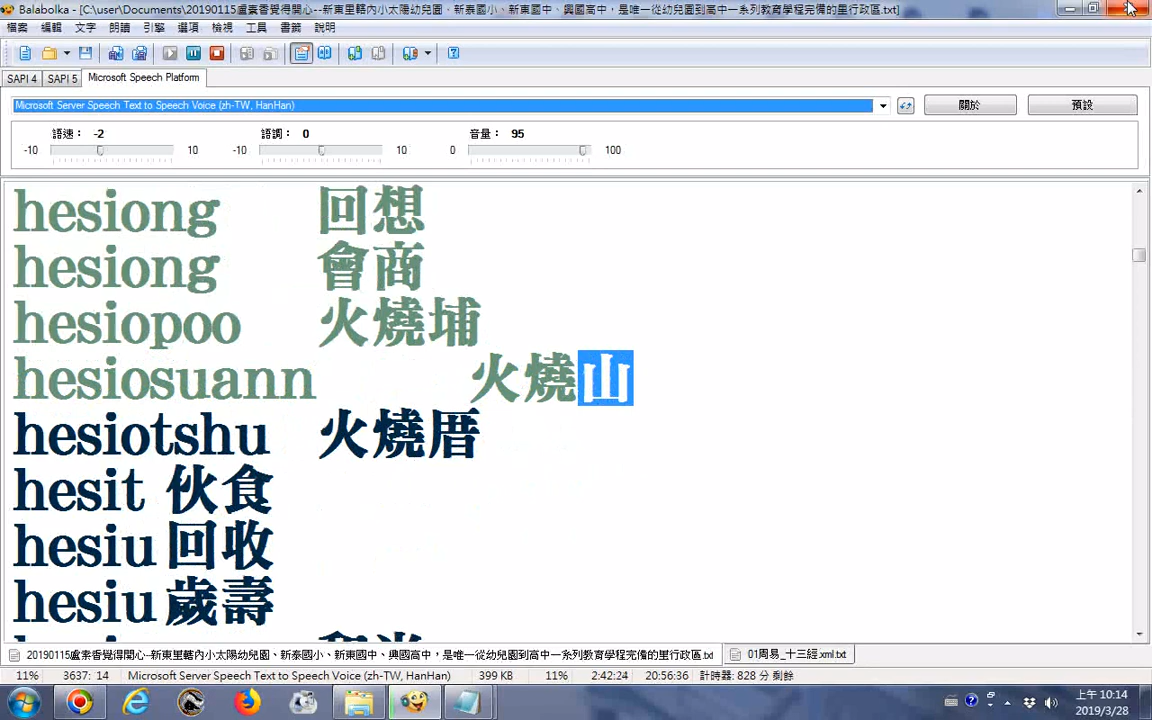 Balabolka - [C:\user\Documents\20190115盧素香覺得開心--新東里轄內小太陽幼兒園、新泰國小、新東國中、興國高中，是唯一從幼兒園到高中一系列教育學程完備的里行政區.txt]
檔案 編輯 文字 朗讀 引擎 選項 檢視 工具 書籤 說明
SAPI 4 SAPI 5 Microsoft Speech Platform
Microsoft Server Speech Text to Speech Voice (zh-TW, HanHan) 關於 預設
語速： -2 語調： 0 音量： 95
-10 10 -10 10 0 100
hesiong 回想
hesiong 會商
hesiopoo 火燒埔
hesiosuann 火燒山
hesiotshu 火燒厝
hesit 伙食
hesiu 回收
hesiu 歲壽
20190115盧素香覺得開心--新東里轄內小太陽幼兒園、新泰國小、新東國中、興國高中，是唯一從幼兒園到高中一系列教育學程完備的里行政區.txt 01周易_十三經.xml.txt
11% 3637: 14 Microsoft Server Speech Text to Speech Voice (zh-TW, HanHan) 399 KB 11% 2:42:24 20:56:36 計時器: 828 分 剩餘
上午 10:14
2019/3/28